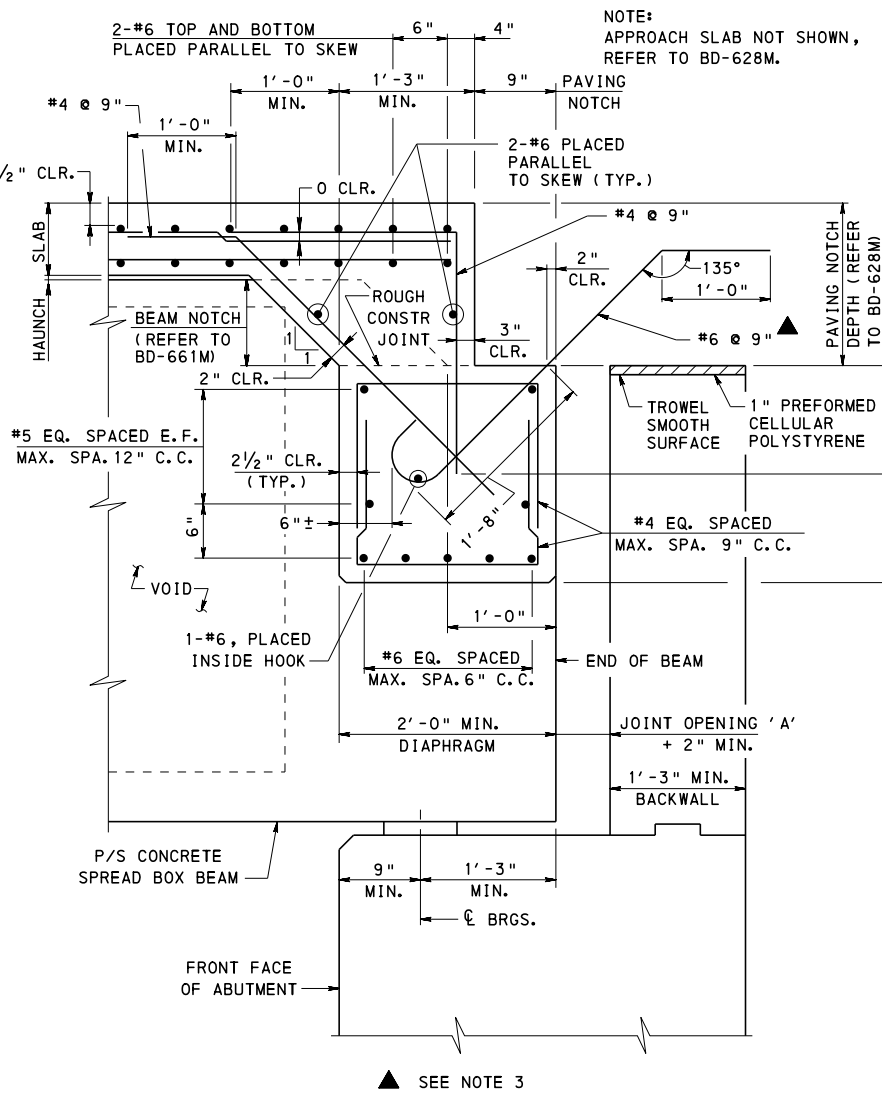 2-#6 TOP AND BOTTOM
PLACED PARALLEL TO SKEW
6"
4"
NOTE:
APPROACH SLAB NOT SHOWN,
REFER TO BD-628M.
1'-0"
MIN.
1'-3"
MIN.
9"
PAVING
NOTCH
#4 @ 9"
1'-0"
MIN.
2-#6 PLACED
PARALLEL
TO SKEW (TYP.)
/2" CLR.
0 CLR.
#4 @ 9"
SLAB
HAUNCH
2"
CLR.
135°
1'-0"
PAVING NOTCH
DEPTH (REFER
TO BD-628M)
BEAM NOTCH
(REFER TO
BD-661M)
ROUGH
CONSTR
JOINT
1
1
3"
CLR.
#6 @ 9" ▲
2" CLR.
TROWEL
SMOOTH
SURFACE
1" PREFORMED
CELLULAR
POLYSTYRENE
#5 EQ. SPACED E.F.
MAX. SPA. 12" C.C.
2 1/2" CLR.
(TYP.)
6"
6"±
1'-8"
#4 EQ. SPACED
MAX. SPA. 9" C.C.
VOID
1'-0"
1-#6, PLACED
INSIDE HOOK
#6 EQ. SPACED
MAX. SPA. 6" C.C.
END OF BEAM
2'-0" MIN.
DIAPHRAGM
JOINT OPENING 'A'
+ 2" MIN.
1'-3" MIN.
BACKWALL
P/S CONCRETE
SPREAD BOX BEAM
9"
MIN.
1'-3"
MIN.
℄ BRGS.
FRONT FACE
OF ABUTMENT
▲ SEE NOTE 3